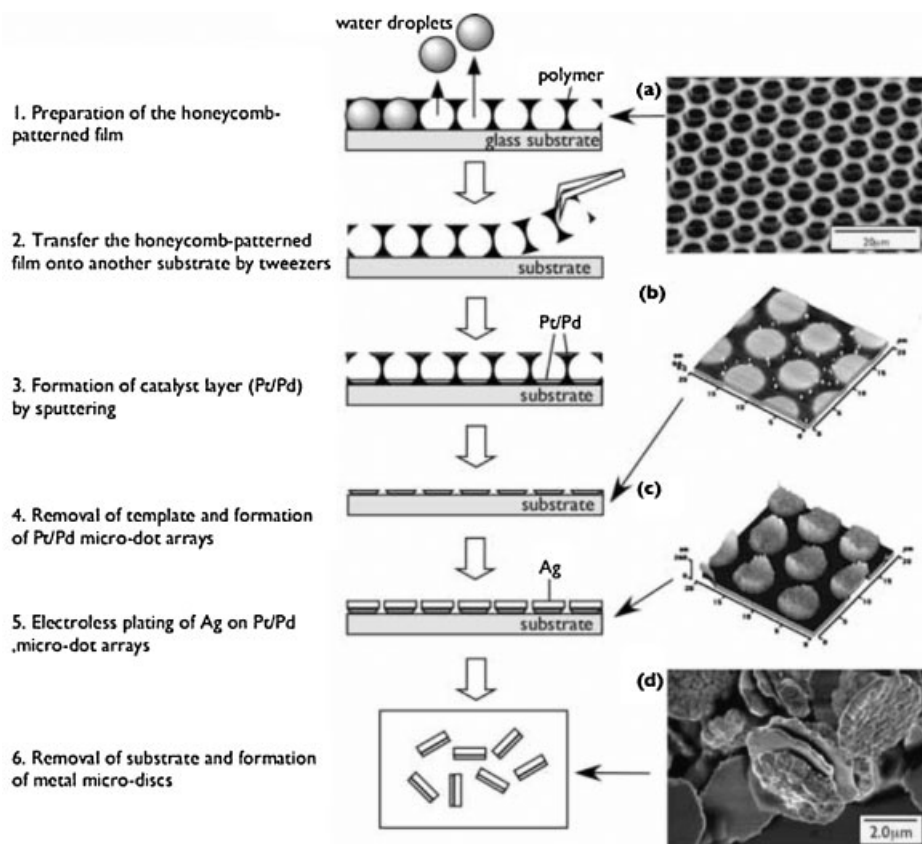 water droplets
polymer
(a)
1. Preparation of the honeycomb-
patterned film
glass substrate
20μm
2. Transfer the honeycomb-patterned
film onto another substrate by tweezers
substrate
(b)
Pt/Pd
3. Formation of catalyst layer (Pt/Pd)
by sputtering
substrate
(c)
4. Removal of template and formation
of Pt/Pd micro-dot arrays
substrate
Ag
5. Electroless plating of Ag on Pt/Pd
,micro-dot arrays
substrate
(d)
6. Removal of substrate and formation
of metal micro-discs
2.0μm